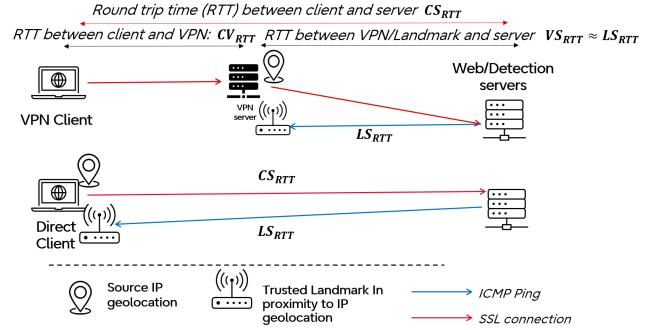 Round trip time (RTT) between client and server CS_RTT
RTT between client and VPN: CV_RTT
RTT between VPN/Landmark and server VS_RTT ≈ LS_RTT
Web/Detection
servers
VPN
server
VPN Client
LS_RTT
CS_RTT
LS_RTT
Direct
Client
Source IP
geolocation
Trusted Landmark In
proximity to IP
geolocation
ICMP Ping
SSL connection